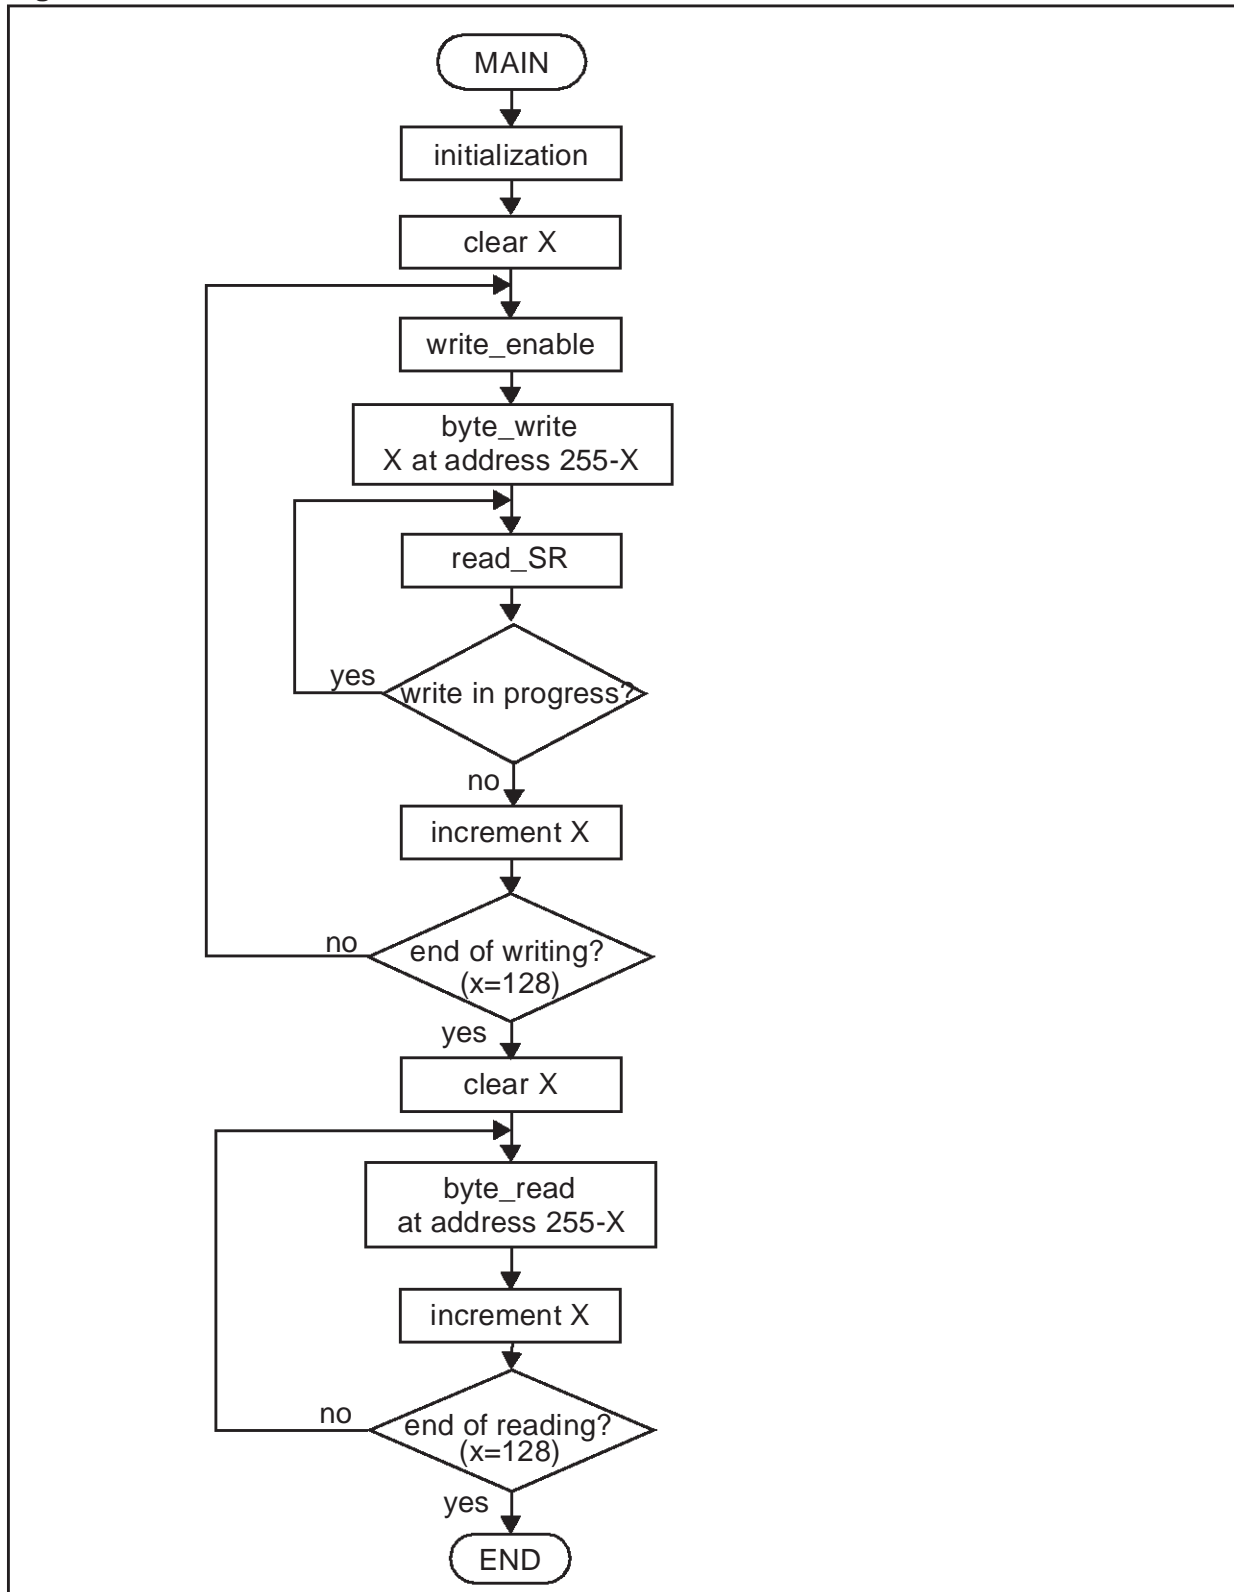 MAIN
initialization
clear X
write_enable
byte_write
X at address 255-X
read_SR
yes
write in progress?
no
increment X
no
end of writing?
(x=128)
yes
clear X
byte_read
at address 255-X
increment X
no
end of reading?
(x=128)
yes
END